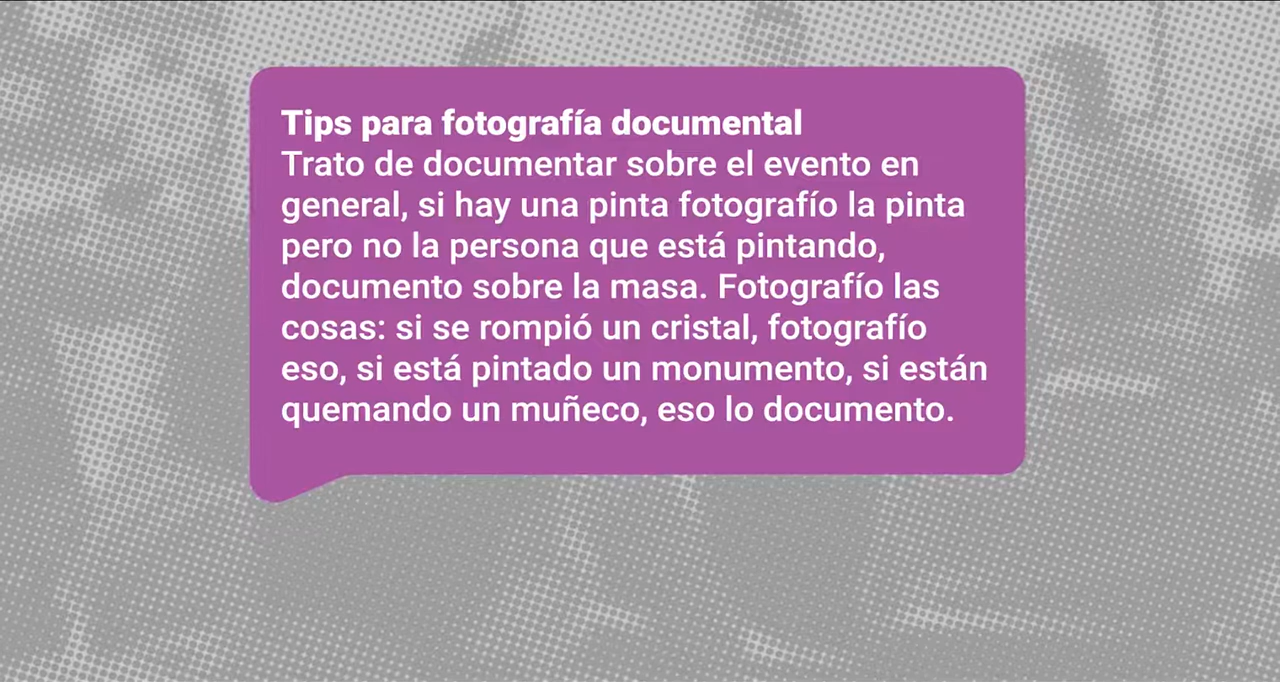 Tips para fotografía documental
Trato de documentar sobre el evento en
general, si hay una pinta fotografío la pinta
pero no la persona que está pintando,
documento sobre la masa. Fotografío las
cosas: si se rompió un cristal, fotografío
eso, si está pintado un monumento, si están
quemando un muñeco, eso lo documento.